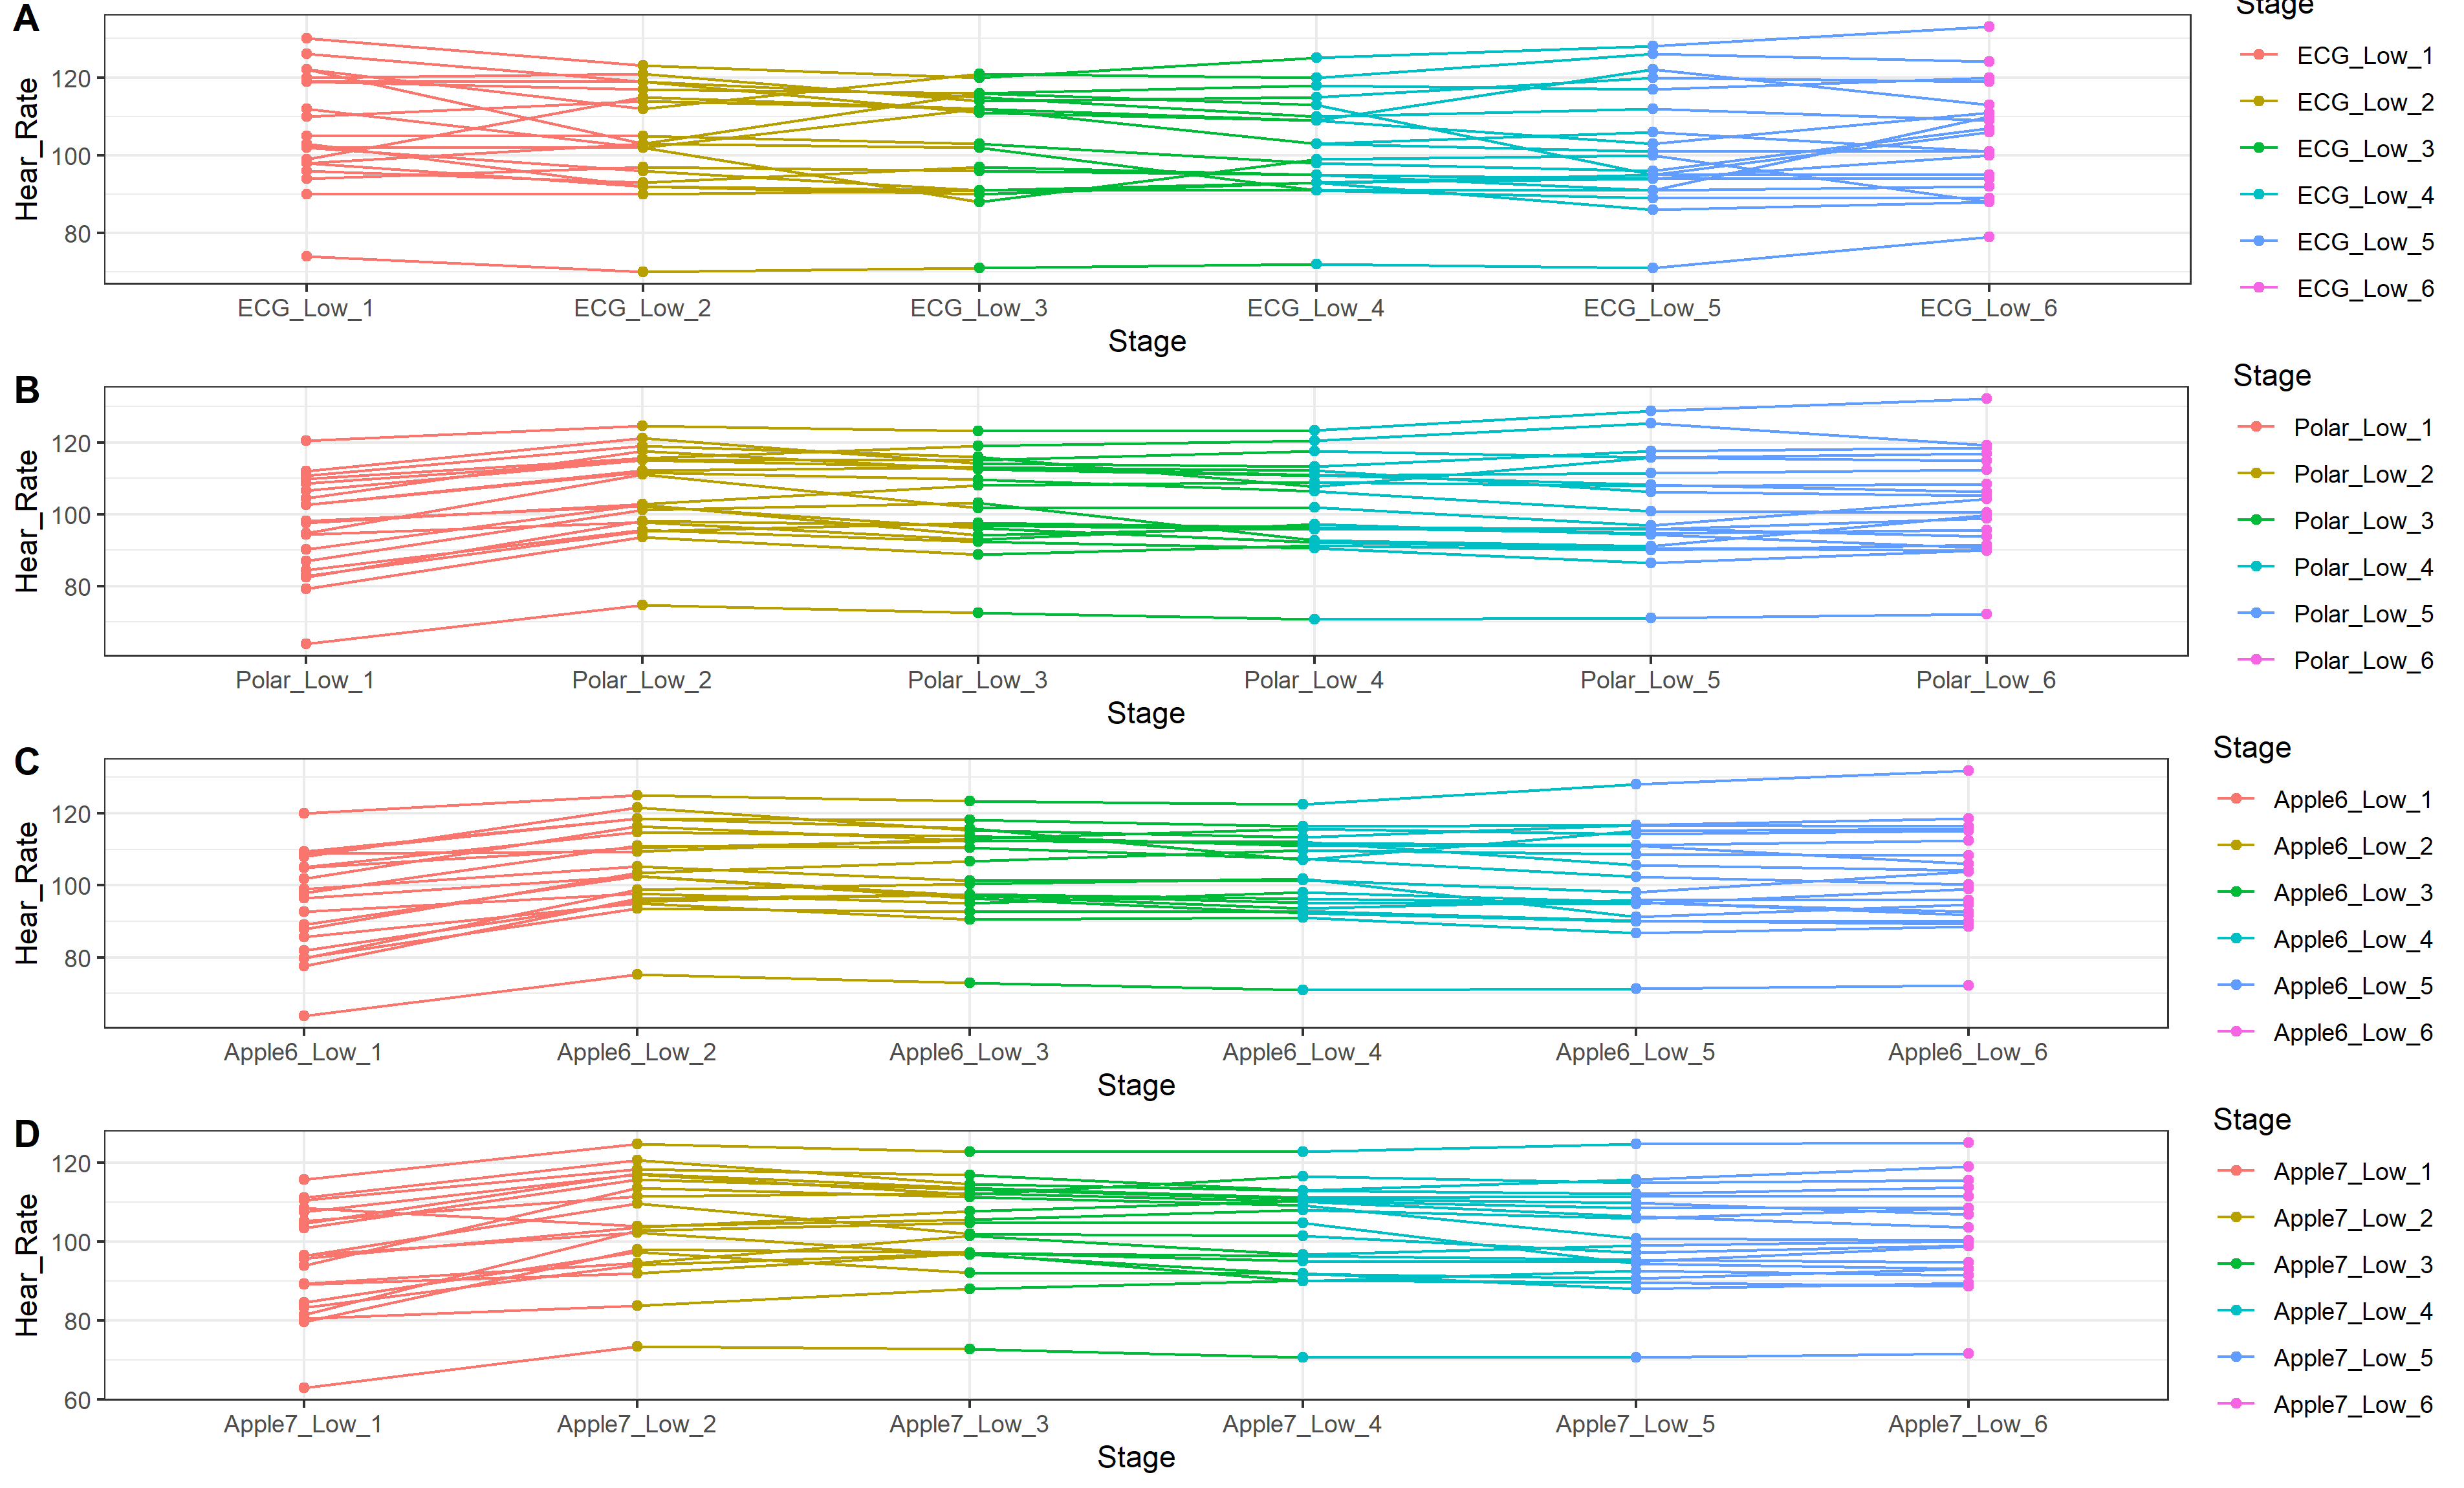 A
Stage
Hear_Rate
120
100
80
ECG_Low_1
ECG_Low_2
ECG_Low_3
ECG_Low_4
ECG_Low_5
ECG_Low_6
ECG_Low_1 ECG_Low_2 ECG_Low_3 ECG_Low_4 ECG_Low_5 ECG_Low_6
Stage
B
Stage
Hear_Rate
120
100
80
Polar_Low_1
Polar_Low_2
Polar_Low_3
Polar_Low_4
Polar_Low_5
Polar_Low_6
Polar_Low_1 Polar_Low_2 Polar_Low_3 Polar_Low_4 Polar_Low_5 Polar_Low_6
Stage
C
Stage
Hear_Rate
120
100
80
Apple6_Low_1
Apple6_Low_2
Apple6_Low_3
Apple6_Low_4
Apple6_Low_5
Apple6_Low_6
Apple6_Low_1 Apple6_Low_2 Apple6_Low_3 Apple6_Low_4 Apple6_Low_5 Apple6_Low_6
Stage
D
Stage
Hear_Rate
120
100
80
60
Apple7_Low_1
Apple7_Low_2
Apple7_Low_3
Apple7_Low_4
Apple7_Low_5
Apple7_Low_6
Apple7_Low_1 Apple7_Low_2 Apple7_Low_3 Apple7_Low_4 Apple7_Low_5 Apple7_Low_6
Stage